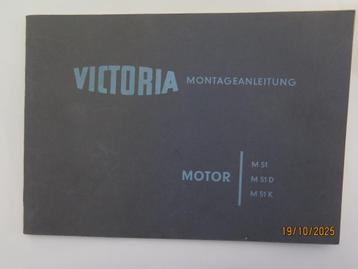 VICTORIA MONTAGEANLEITUNG
MOTOR
M 51
M 51 D
M 51 K
19/10/2025